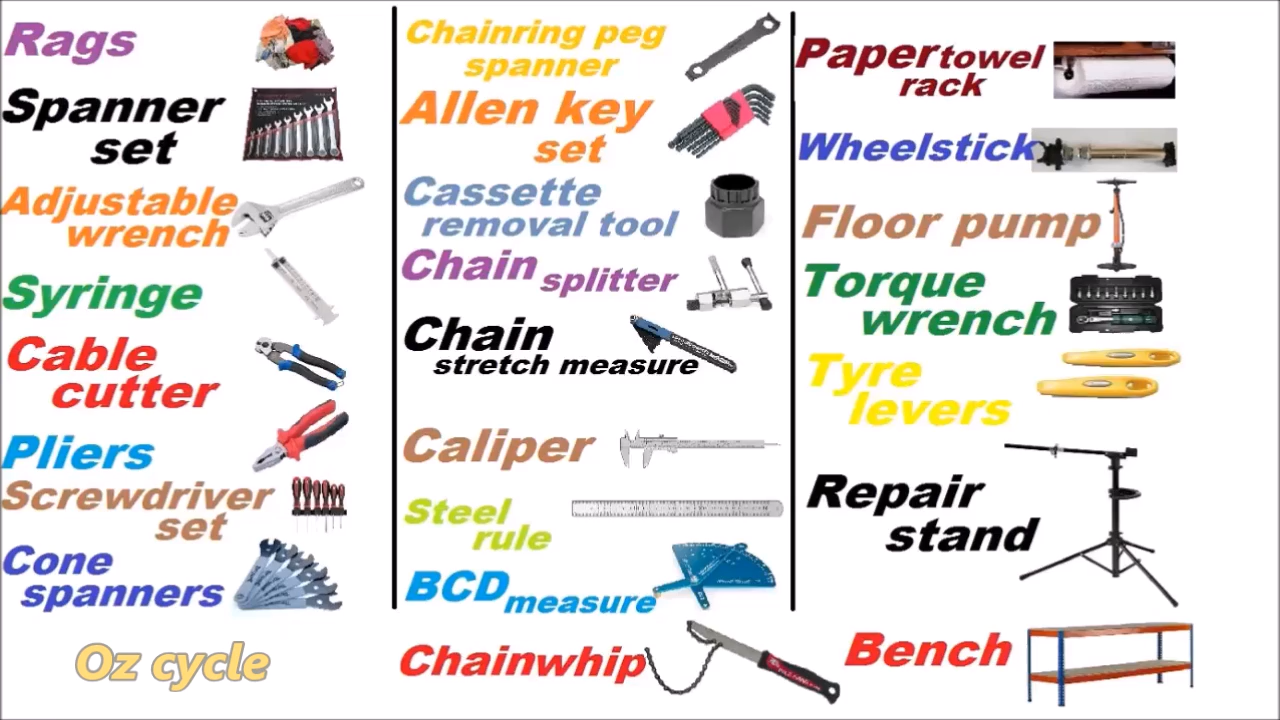 Rags
Spanner
set
Adjustable
wrench
Syringe
Cable
cutter
Pliers
Screwdriver
set
Cone
spanners
Oz cycle
Chainring peg
spanner
Allen key
set
Cassette
removal tool
Chain splitter
Chain
stretch measure
Caliper
Steel
rule
BCD measure
Chainwhip
Paper towel
rack
Wheelstick
Floor pump
Torque
wrench
Tyre
levers
Repair
stand
Bench